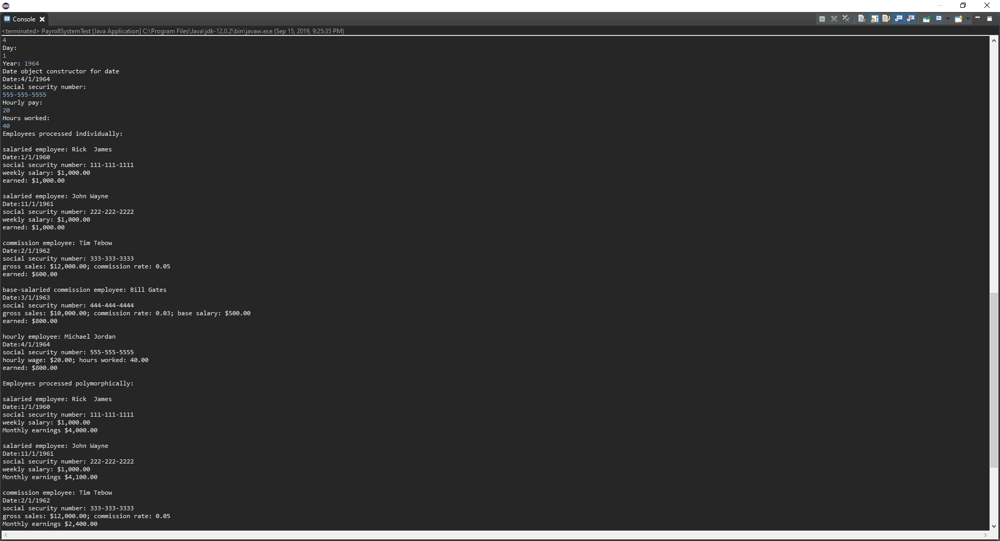 Console
<terminated> PayrollSystemTest [Java Application] C:\Program Files\Java\jdk-12.0.2\bin\javaw.exe (Sep 15, 2019, 9:25:35 PM)
4
Day:
1
Year: 1964
Date object constructor for date
Date:4/1/1964
Social security number:
555-555-5555
Hourly pay:
20
Hours worked:
40
Employees processed individually:
salaried employee: Rick  James
Date:1/1/1960
social security number: 111-111-1111
weekly salary: $1,000.00
earned: $1,000.00
salaried employee: John Wayne
Date:11/1/1961
social security number: 222-222-2222
weekly salary: $1,000.00
earned: $1,000.00
commission employee: Tim Tebow
Date:2/1/1962
social security number: 333-333-3333
gross sales: $12,000.00; commission rate: 0.05
earned: $600.00
base-salaried commission employee: Bill Gates
Date:3/1/1963
social security number: 444-444-4444
gross sales: $10,000.00; commission rate: 0.03; base salary: $500.00
earned: $800.00
hourly employee: Michael Jordan
Date:4/1/1964
social security number: 555-555-5555
hourly wage: $20.00; hours worked: 40.00
earned: $800.00
Employees processed polymorphically:
salaried employee: Rick  James
Date:1/1/1960
social security number: 111-111-1111
weekly salary: $1,000.00
Monthly earnings $4,000.00
salaried employee: John Wayne
Date:11/1/1961
social security number: 222-222-2222
weekly salary: $1,000.00
Monthly earnings $4,100.00
commission employee: Tim Tebow
Date:2/1/1962
social security number: 333-333-3333
gross sales: $12,000.00; commission rate: 0.05
Monthly earnings $2,400.00